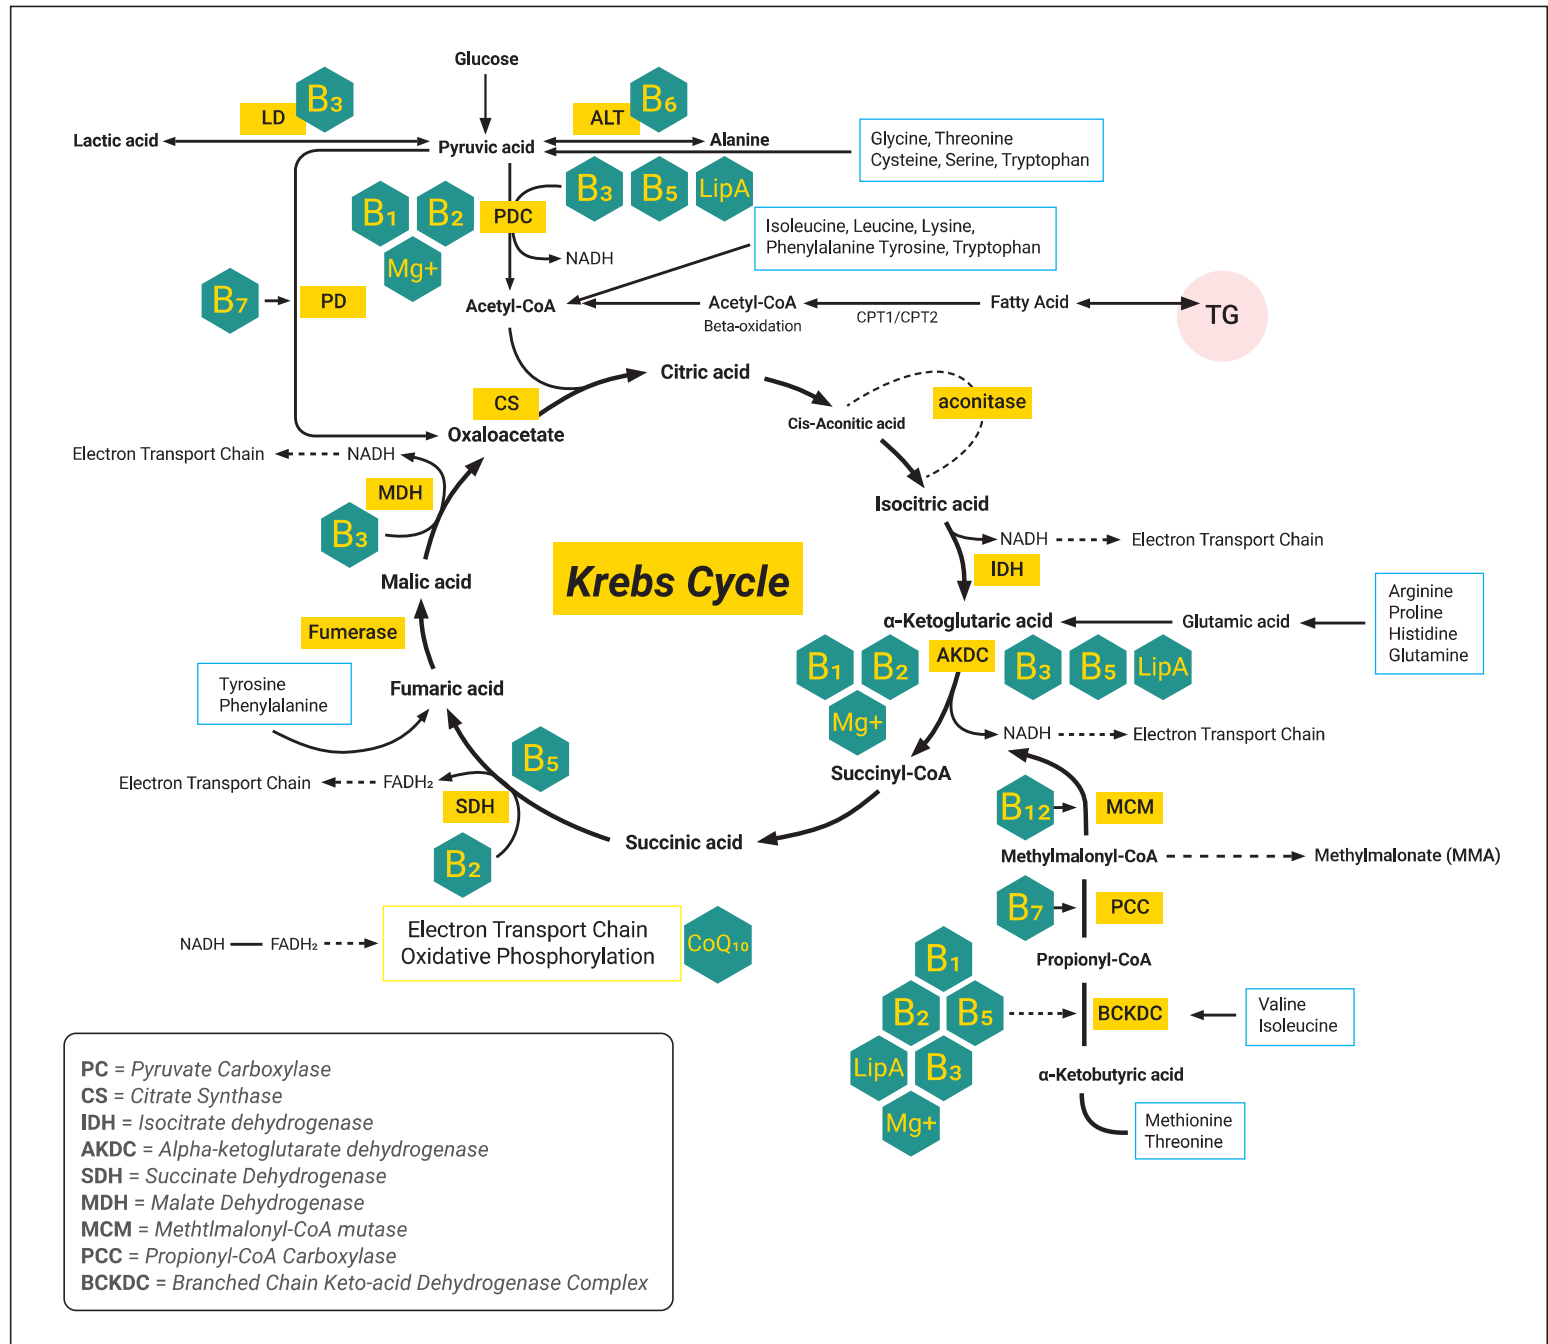 Glucose
LD
B3
ALT
B6
Lactic acid
Pyruvic acid
Alanine
Glycine, Threonine
Cysteine, Serine, Tryptophan
B1
B2
Mg+
PDC
B3
B5
LipA
NADH
Isoleucine, Leucine, Lysine,
Phenylalanine Tyrosine, Tryptophan
B7
PD
Acetyl-CoA
Acetyl-CoA
Beta-oxidation
CPT1/CPT2
Fatty Acid
TG
Citric acid
CS
Oxaloacetate
Cis-Aconitic acid
aconitase
Electron Transport Chain
NADH
MDH
B3
Isocitric acid
NADH
Electron Transport Chain
IDH
Krebs Cycle
Malic acid
Fumerase
α-Ketoglutaric acid
Glutamic acid
Arginine
Proline
Histidine
Glutamine
B1
B2
Mg+
AKDC
B3
B5
LipA
Tyrosine
Phenylalanine
Fumaric acid
NADH
Electron Transport Chain
B5
Succinyl-CoA
Electron Transport Chain
FADH₂
SDH
B2
Succinic acid
B12
MCM
Methylmalonyl-CoA
Methylmalonate (MMA)
B7
PCC
NADH
FADH₂
Electron Transport Chain
Oxidative Phosphorylation
CoQ10
Propionyl-CoA
B1
B2
B5
LipA
B3
Mg+
BCKDC
Valine
Isoleucine
α-Ketobutyric acid
Methionine
Threonine
PC = Pyruvate Carboxylase
CS = Citrate Synthase
IDH = Isocitrate dehydrogenase
AKDC = Alpha-ketoglutarate dehydrogenase
SDH = Succinate Dehydrogenase
MDH = Malate Dehydrogenase
MCM = Methtlmalonyl-CoA mutase
PCC = Propionyl-CoA Carboxylase
BCKDC = Branched Chain Keto-acid Dehydrogenase Complex